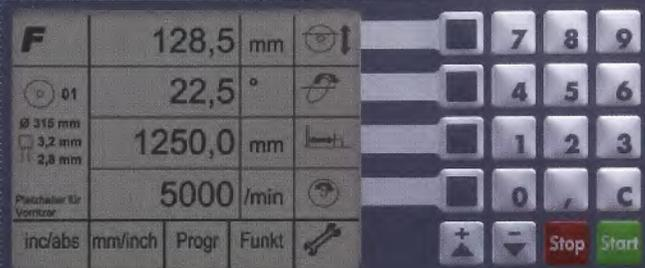 F 128,5 mm 7 8 9
01 22,5 ° 4 5 6
Ø 315 mm
3,2 mm 1250,0 mm 1 2 3
2,8 mm
5000 /min 0 , C
Platzhalter für
Vorritzer
inc/abs mm/inch Progr Funkt + − Stop Start